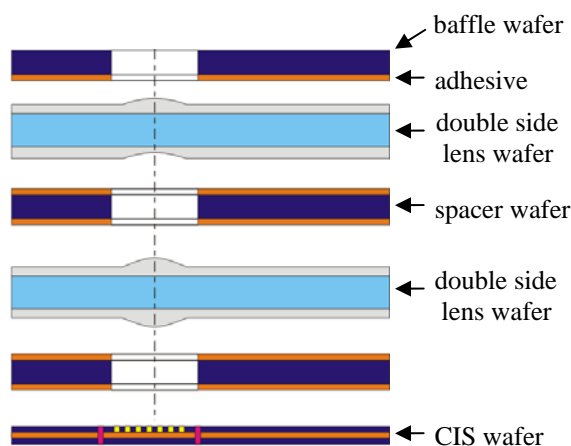 baffle wafer
adhesive
double side
lens wafer
spacer wafer
double side
lens wafer
CIS wafer